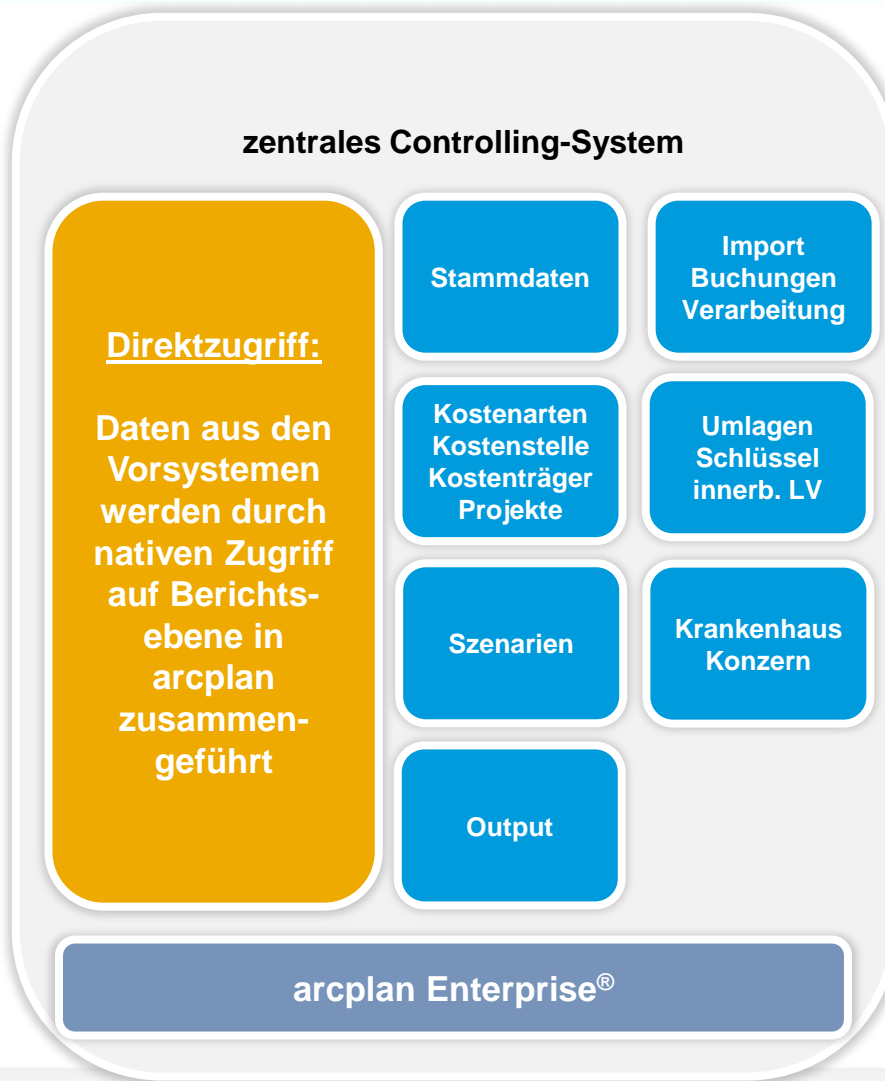 zentrales Controlling-System
Direktzugriff:
Daten aus den
Vorsystemen
werden durch
nativen Zugriff
auf Berichts-
ebene in
arcplan
zusammen-
geführt
Stammdaten
Import
Buchungen
Verarbeitung
Kostenarten
Kostenstelle
Kostenträger
Projekte
Umlagen
Schlüssel
innerb. LV
Szenarien
Krankenhaus
Konzern
Output
arcplan Enterprise®